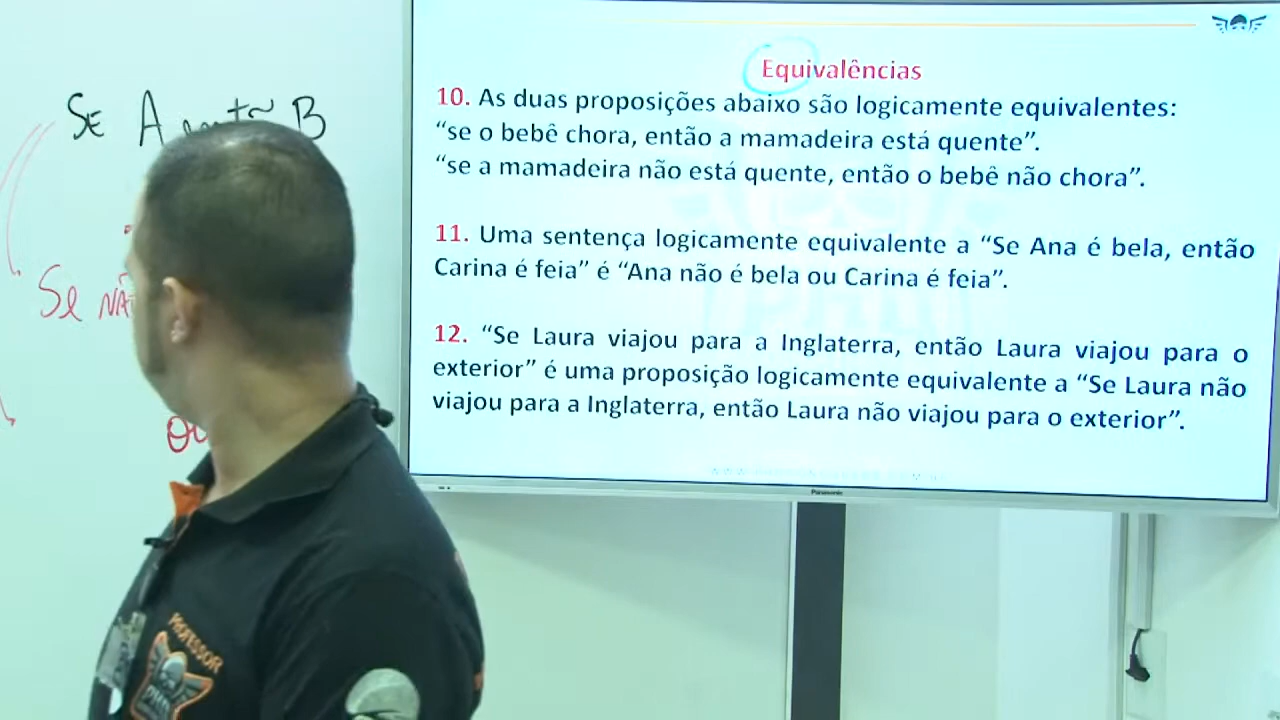 Equivalências
10. As duas proposições abaixo são logicamente equivalentes:
“se o bebê chora, então a mamadeira está quente”.
“se a mamadeira não está quente, então o bebê não chora”.
11. Uma sentença logicamente equivalente a “Se Ana é bela, então
Carina é feia” é “Ana não é bela ou Carina é feia”.
12. “Se Laura viajou para a Inglaterra, então Laura viajou para o
exterior” é uma proposição logicamente equivalente a “Se Laura não
viajou para a Inglaterra, então Laura não viajou para o exterior”.
Panasonic
SE A B
Se
PROFESSOR